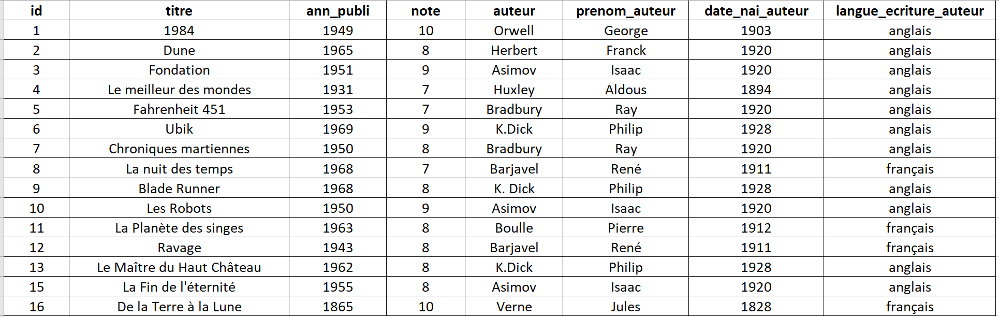 id titre ann_publi note auteur prenom_auteur date_nai_auteur langue_ecriture_auteur
1 1984 1949 10 Orwell George 1903 anglais
2 Dune 1965 8 Herbert Franck 1920 anglais
3 Fondation 1951 9 Asimov Isaac 1920 anglais
4 Le meilleur des mondes 1931 7 Huxley Aldous 1894 anglais
5 Fahrenheit 451 1953 7 Bradbury Ray 1920 anglais
6 Ubik 1969 9 K.Dick Philip 1928 anglais
7 Chroniques martiennes 1950 8 Bradbury Ray 1920 anglais
8 La nuit des temps 1968 7 Barjavel René 1911 français
9 Blade Runner 1968 8 K. Dick Philip 1928 anglais
10 Les Robots 1950 9 Asimov Isaac 1920 anglais
11 La Planète des singes 1963 8 Boulle Pierre 1912 français
12 Ravage 1943 8 Barjavel René 1911 français
13 Le Maître du Haut Château 1962 8 K.Dick Philip 1928 anglais
15 La Fin de l'éternité 1955 8 Asimov Isaac 1920 anglais
16 De la Terre à la Lune 1865 10 Verne Jules 1828 français